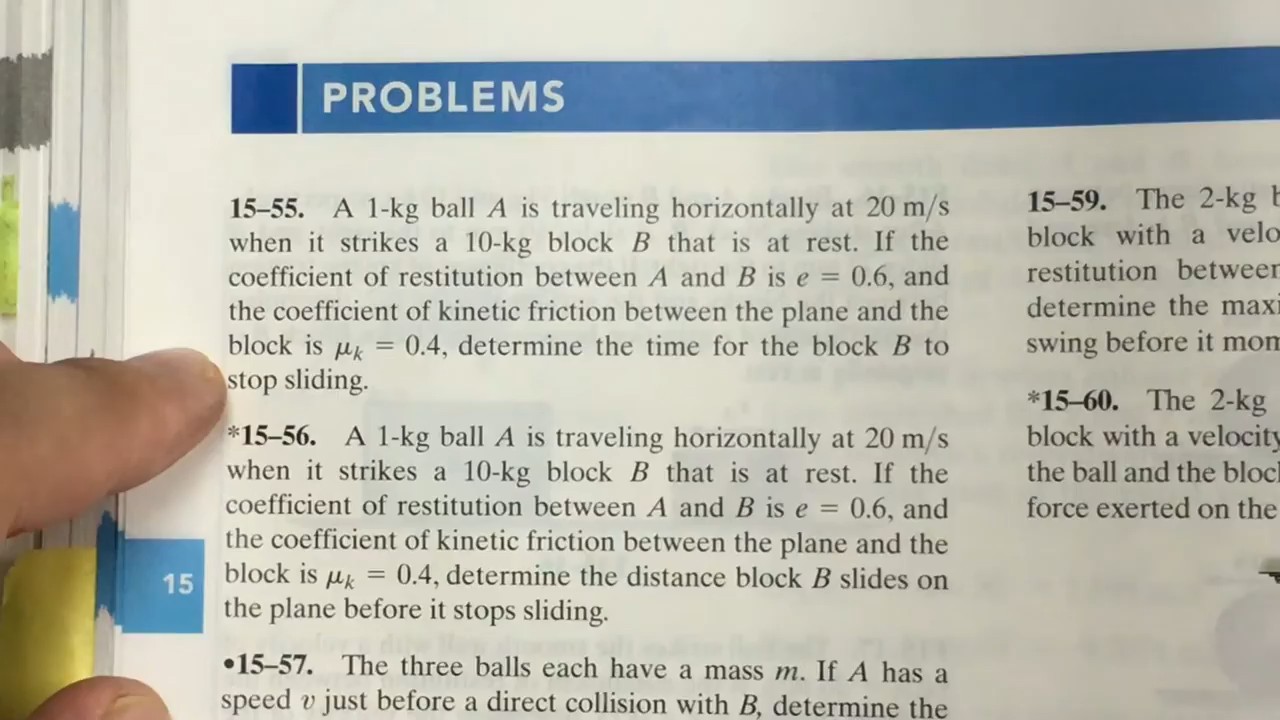 PROBLEMS
15–55. A 1-kg ball A is traveling horizontally at 20 m/s
when it strikes a 10-kg block B that is at rest. If the
coefficient of restitution between A and B is e = 0.6, and
the coefficient of kinetic friction between the plane and the
block is μk = 0.4, determine the time for the block B to
stop sliding.
*15–56. A 1-kg ball A is traveling horizontally at 20 m/s
when it strikes a 10-kg block B that is at rest. If the
coefficient of restitution between A and B is e = 0.6, and
the coefficient of kinetic friction between the plane and the
block is μk = 0.4, determine the distance block B slides on
the plane before it stops sliding.
•15–57. The three balls each have a mass m. If A has a
speed v just before a direct collision with B, determine the
15
15–59. The 2-kg b
block with a velo
restitution between
determine the maxi
swing before it mom
*15–60. The 2-kg
block with a velocity
the ball and the bloc
force exerted on the